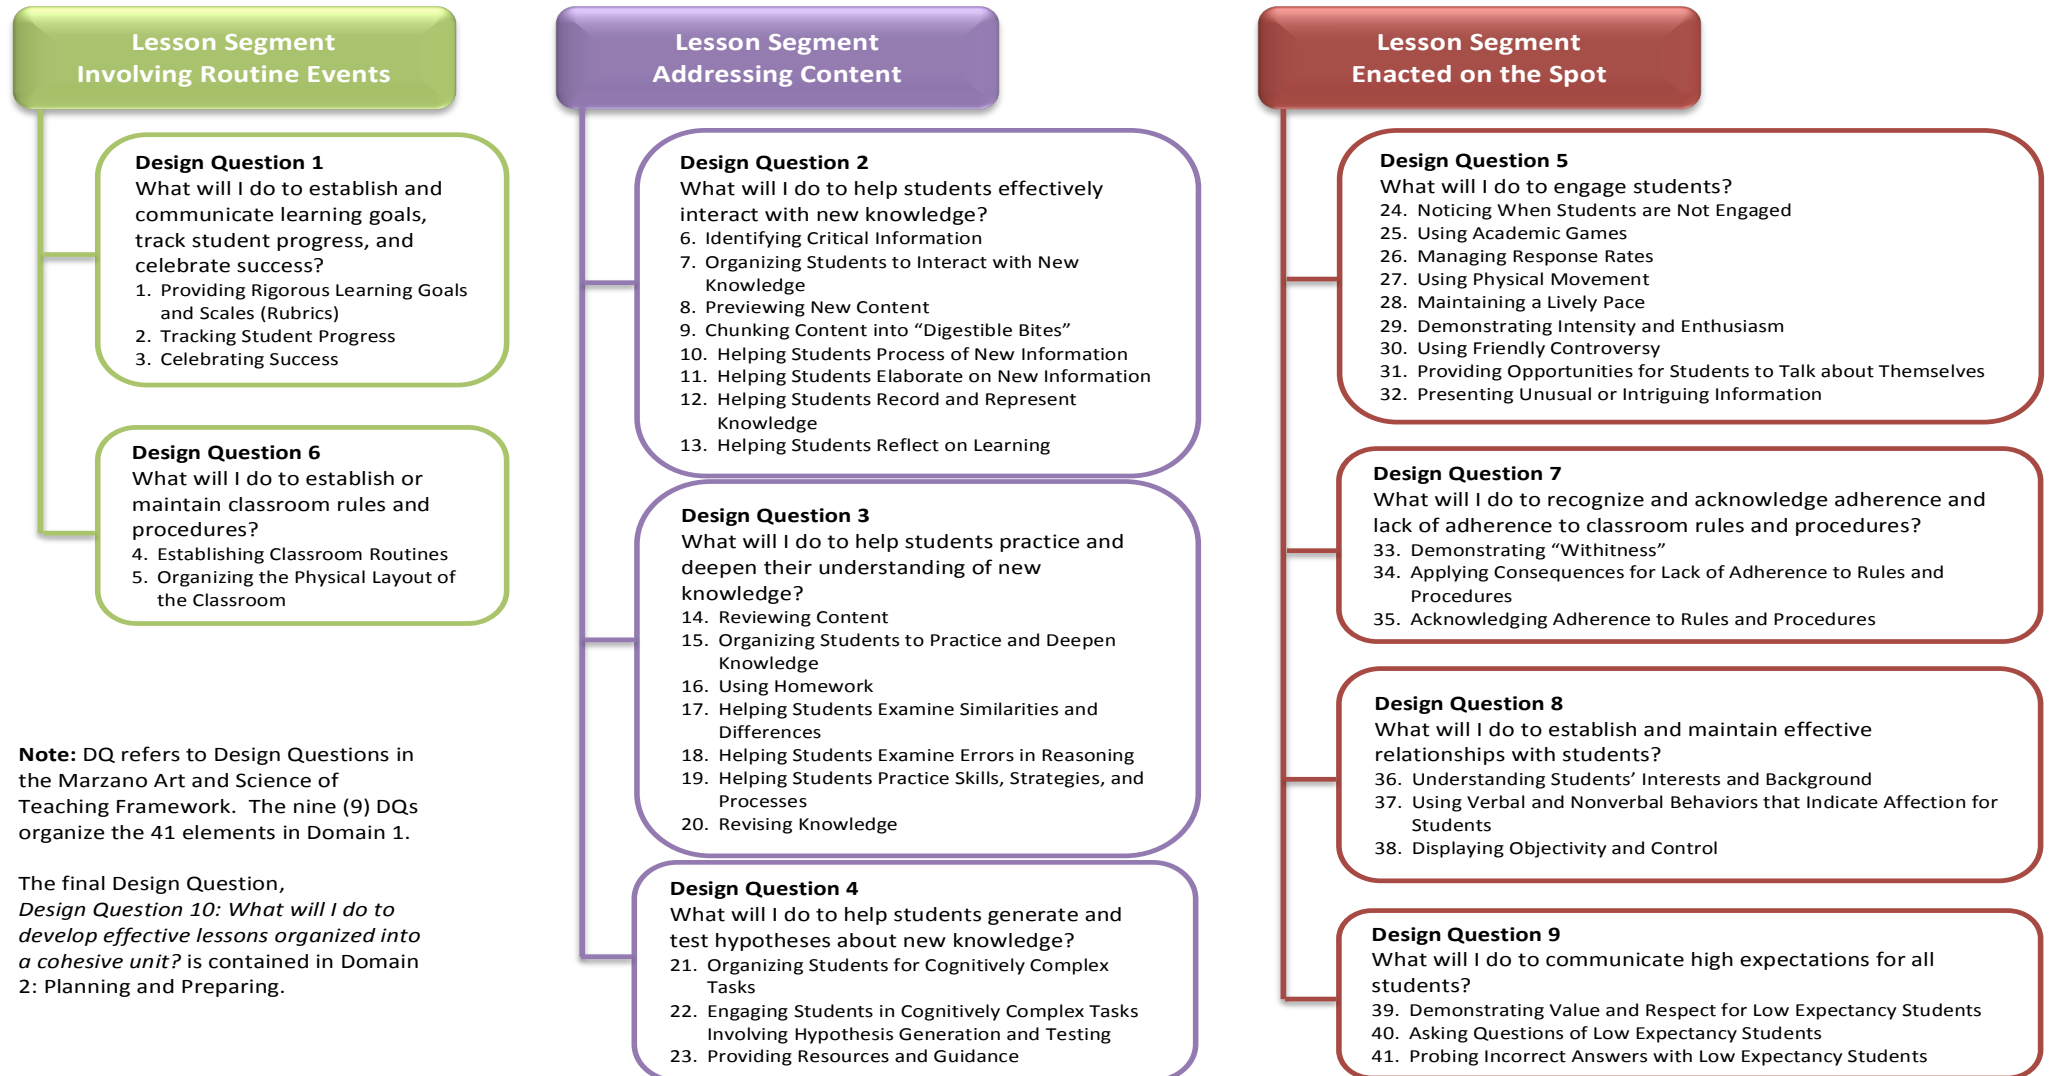 Lesson Segment
Involving Routine Events
Design Question 1
What will I do to establish and
communicate learning goals,
track student progress, and
celebrate success?
1. Providing Rigorous Learning Goals
and Scales (Rubrics)
2. Tracking Student Progress
3. Celebrating Success
Design Question 6
What will I do to establish or
maintain classroom rules and
procedures?
4. Establishing Classroom Routines
5. Organizing the Physical Layout of
the Classroom
Note: DQ refers to Design Questions in
the Marzano Art and Science of
Teaching Framework. The nine (9) DQs
organize the 41 elements in Domain 1.
The final Design Question,
Design Question 10: What will I do to
develop effective lessons organized into
a cohesive unit? is contained in Domain
2: Planning and Preparing.
Lesson Segment
Addressing Content
Design Question 2
What will I do to help students effectively
interact with new knowledge?
6. Identifying Critical Information
7. Organizing Students to Interact with New
Knowledge
8. Previewing New Content
9. Chunking Content into “Digestible Bites”
10. Helping Students Process of New Information
11. Helping Students Elaborate on New Information
12. Helping Students Record and Represent
Knowledge
13. Helping Students Reflect on Learning
Design Question 3
What will I do to help students practice and
deepen their understanding of new
knowledge?
14. Reviewing Content
15. Organizing Students to Practice and Deepen
Knowledge
16. Using Homework
17. Helping Students Examine Similarities and
Differences
18. Helping Students Examine Errors in Reasoning
19. Helping Students Practice Skills, Strategies, and
Processes
20. Revising Knowledge
Design Question 4
What will I do to help students generate and
test hypotheses about new knowledge?
21. Organizing Students for Cognitively Complex
Tasks
22. Engaging Students in Cognitively Complex Tasks
Involving Hypothesis Generation and Testing
23. Providing Resources and Guidance
Lesson Segment
Enacted on the Spot
Design Question 5
What will I do to engage students?
24. Noticing When Students are Not Engaged
25. Using Academic Games
26. Managing Response Rates
27. Using Physical Movement
28. Maintaining a Lively Pace
29. Demonstrating Intensity and Enthusiasm
30. Using Friendly Controversy
31. Providing Opportunities for Students to Talk about Themselves
32. Presenting Unusual or Intriguing Information
Design Question 7
What will I do to recognize and acknowledge adherence and
lack of adherence to classroom rules and procedures?
33. Demonstrating “Withitness”
34. Applying Consequences for Lack of Adherence to Rules and
Procedures
35. Acknowledging Adherence to Rules and Procedures
Design Question 8
What will I do to establish and maintain effective
relationships with students?
36. Understanding Students’ Interests and Background
37. Using Verbal and Nonverbal Behaviors that Indicate Affection for
Students
38. Displaying Objectivity and Control
Design Question 9
What will I do to communicate high expectations for all
students?
39. Demonstrating Value and Respect for Low Expectancy Students
40. Asking Questions of Low Expectancy Students
41. Probing Incorrect Answers with Low Expectancy Students